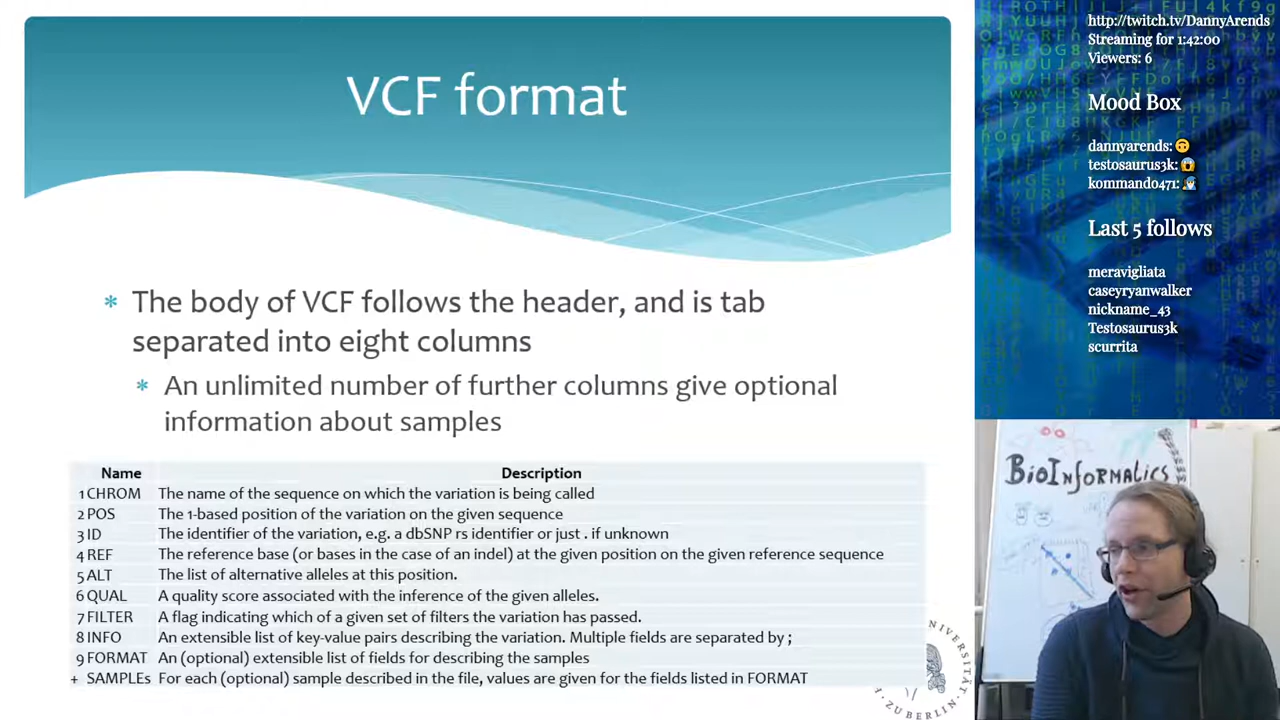 VCF format
* The body of VCF follows the header, and is tab
separated into eight columns
* An unlimited number of further columns give optional
information about samples
Name Description
1 CHROM The name of the sequence on which the variation is being called
2 POS The 1-based position of the variation on the given sequence
3 ID The identifier of the variation, e.g. a dbSNP rs identifier or just . if unknown
4 REF The reference base (or bases in the case of an indel) at the given position on the given reference sequence
5 ALT The list of alternative alleles at this position.
6 QUAL A quality score associated with the inference of the given alleles.
7 FILTER A flag indicating which of a given set of filters the variation has passed.
8 INFO An extensible list of key-value pairs describing the variation. Multiple fields are separated by ;
9 FORMAT An (optional) extensible list of fields for describing the samples
+ SAMPLEs For each (optional) sample described in the file, values are given for the fields listed in FORMAT
ZU BERLIN
http://twitch.tv/DannyArends
Streaming for 1:42:00
Viewers: 6
Mood Box
dannyarends: 🙃
testosaurus3k: 😱
kommando471:
Last 5 follows
meravigliata
caseyryanwalker
nickname_43
Testosaurus3k
scurrita
BioInformatics